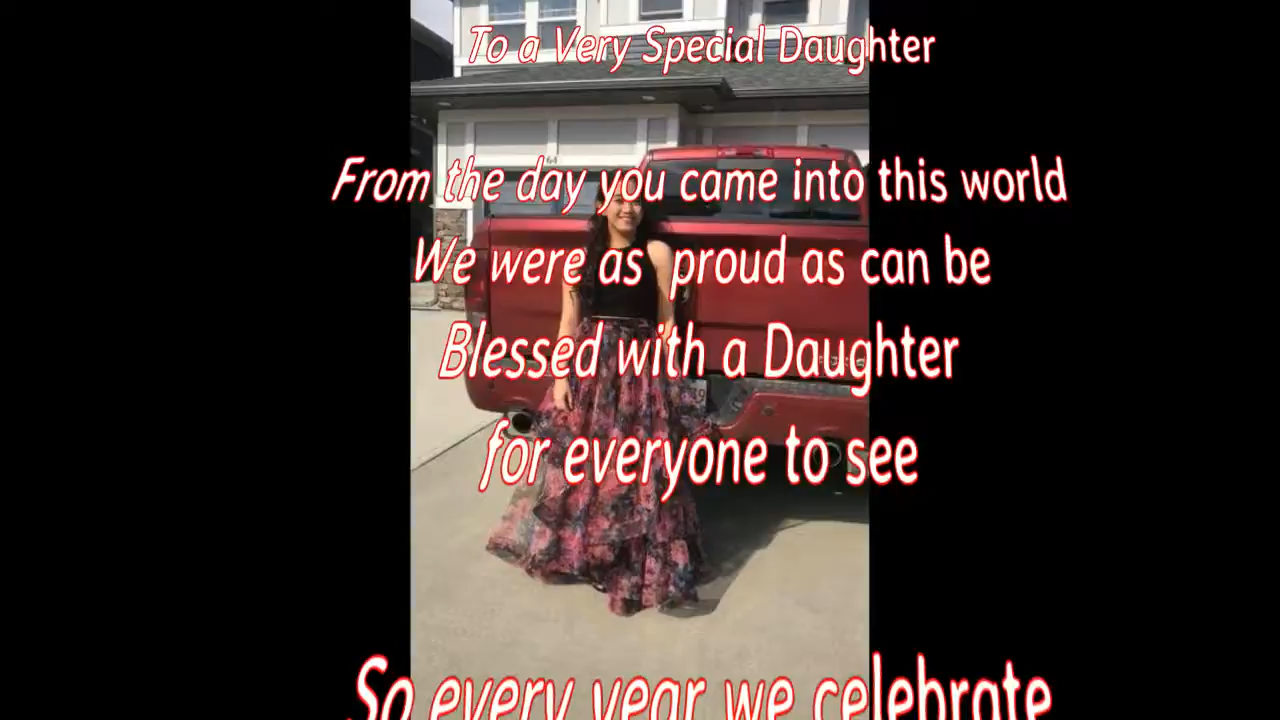 To a Very Special Daughter
From the day you came into this world
We were as proud as can be
Blessed with a Daughter
for everyone to see
So every year we celebrate
64